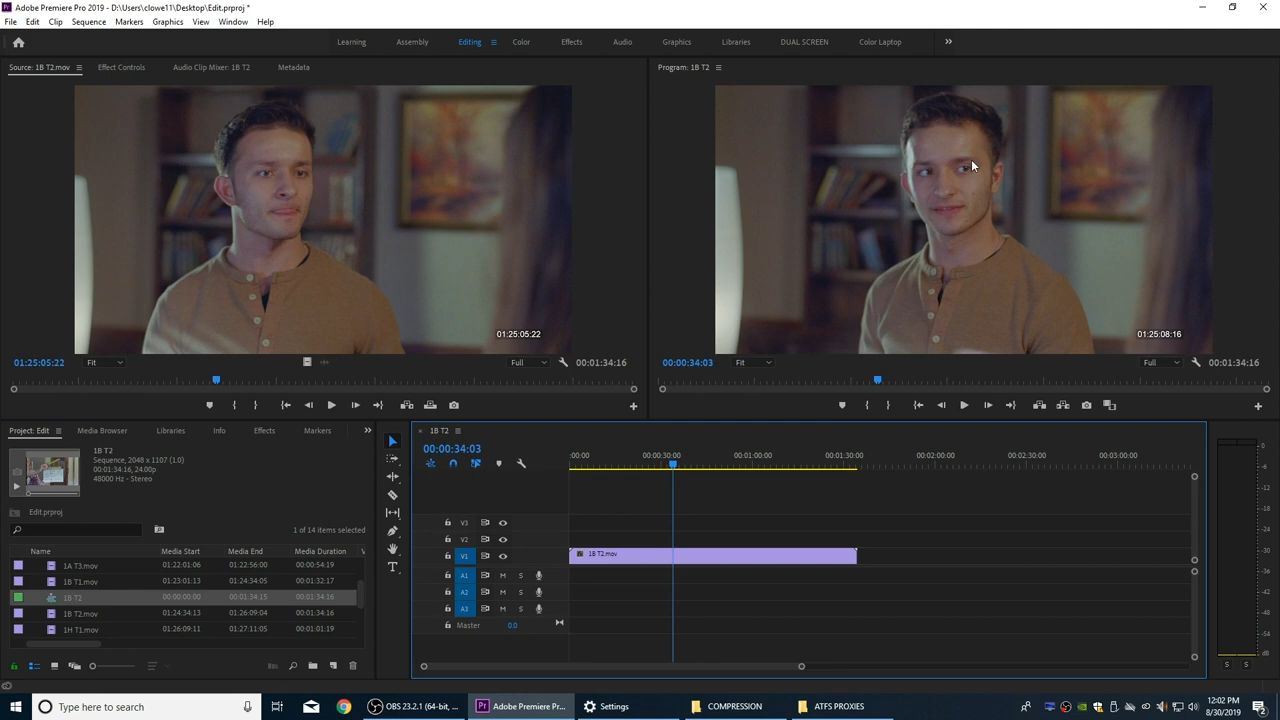 Adobe Premiere Pro 2019 - D:\Users\clowe11\Desktop\Edit.prproj *
File Edit Clip Sequence Markers Graphics View Window Help
Learning Assembly Editing Color Effects Audio Graphics Libraries DUAL SCREEN Color Laptop
Source: 1B T2.mov Effect Controls Audio Clip Mixer: 1B T2 Metadata
Program: 1B T2
01:25:05:22
01:25:08:16
01:25:05:22 Fit Full 00:01:34:16
00:00:34:03 Fit Full 00:01:34:16
Project: Edit Media Browser Libraries Info Effects Markers
1B T2
Sequence, 2048 x 1107 (1.0)
00:01:34:16, 24.00p
48000 Hz - Stereo
Edit.prproj
1 of 14 items selected
Name Media Start Media End Media Duration
1A T3.mov 01:22:01:06 01:22:56:00 00:00:54:19
1B T1.mov 01:23:01:13 01:24:34:05 00:01:32:17
1B T2 00:00:00:00 00:01:34:15 00:01:34:16
1B T2.mov 01:24:34:13 01:26:09:04 00:01:34:16
1H T1.mov 01:26:09:11 01:27:11:05 00:01:01:19
1B T2
00:00:34:03
:00:00 00:00:30:00 00:01:00:00 00:01:30:00 00:02:00:00 00:02:30:00 00:03:00:00
V3
V2
V1 1B T2.mov
A1 M S
A2 M S
A3 M S
Master 0.0
0
-6
-12
-18
-24
-30
-36
-42
-48
-54
dB
S S
Type here to search
OBS 23.2.1 (64-bit, ...
Adobe Premiere Pr...
Settings
COMPRESSION
ATFS PROXIES
12:02 PM
8/30/2019